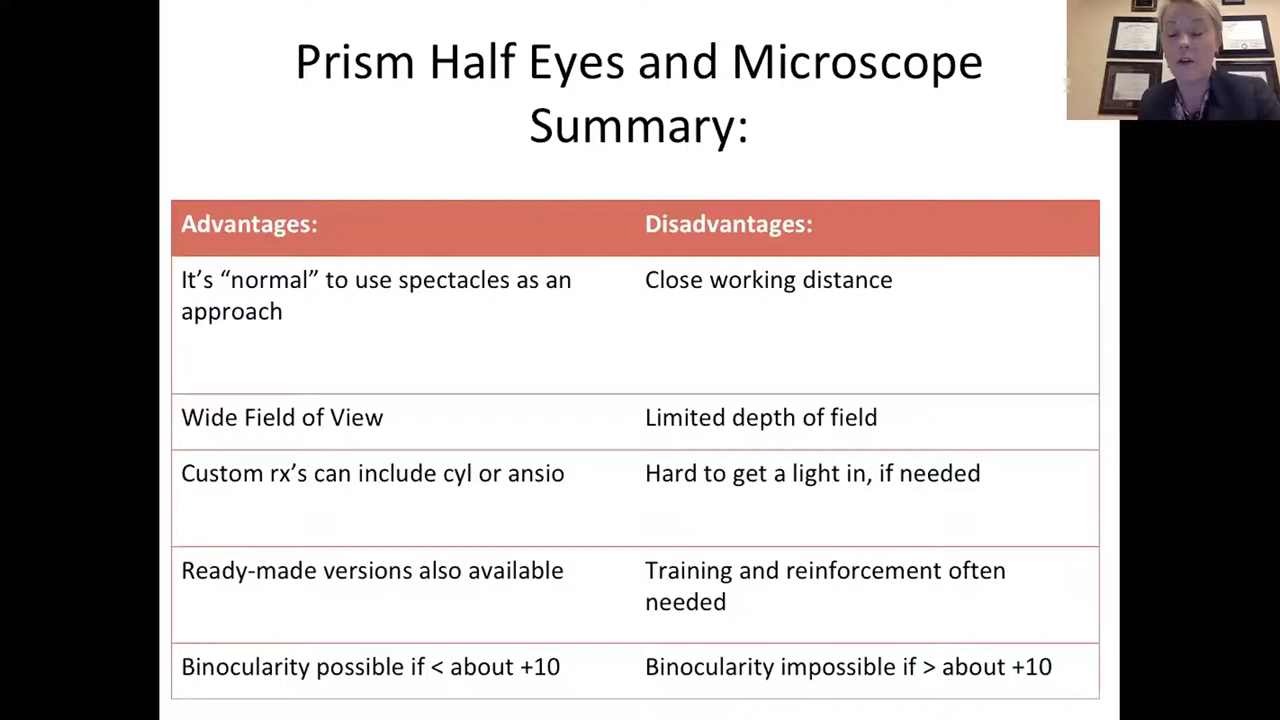 Prism Half Eyes and Microscope
Summary:
Advantages:
Disadvantages:
It's “normal” to use spectacles as an
approach
Close working distance
Wide Field of View
Limited depth of field
Custom rx's can include cyl or ansio
Hard to get a light in, if needed
Ready-made versions also available
Training and reinforcement often
needed
Binocularity possible if < about +10
Binocularity impossible if > about +10